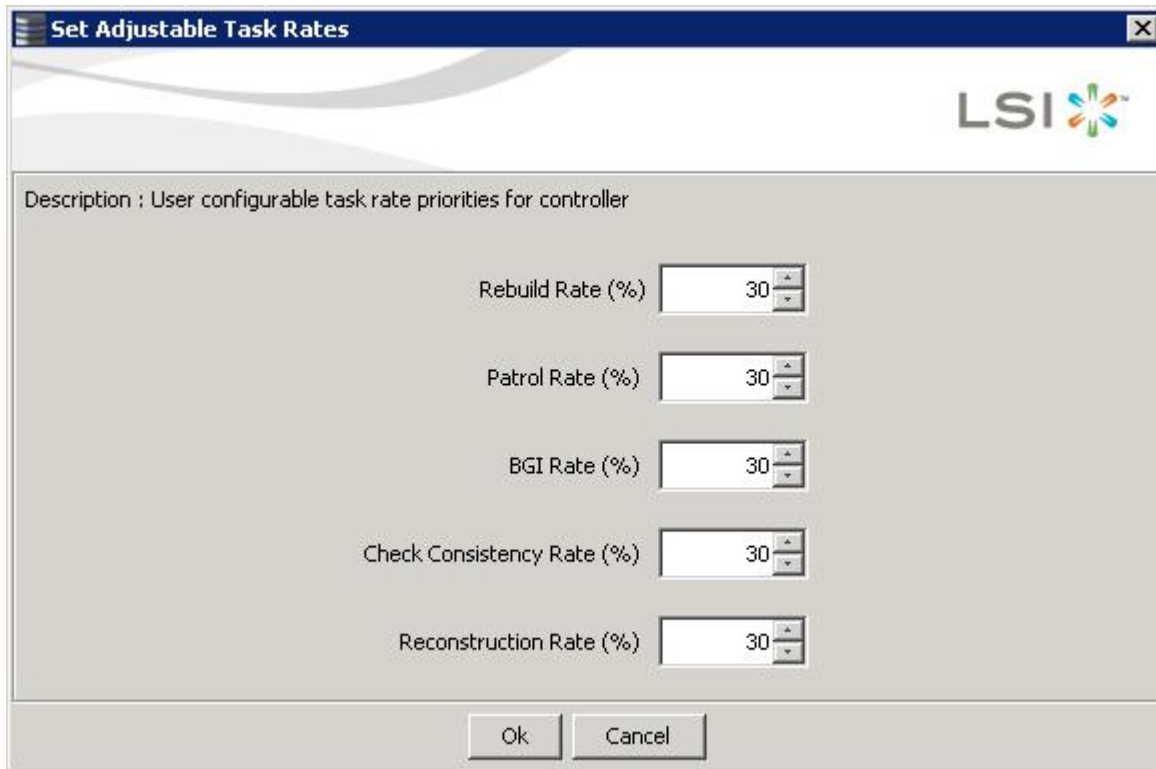 Set Adjustable Task Rates
LSI™
Description : User configurable task rate priorities for controller
Rebuild Rate (%) 30
Patrol Rate (%) 30
BGI Rate (%) 30
Check Consistency Rate (%) 30
Reconstruction Rate (%) 30
Ok Cancel